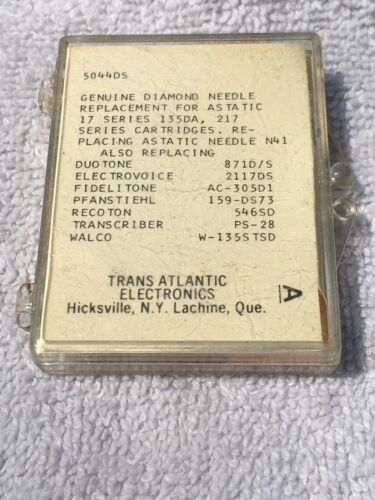 5044DS
GENUINE DIAMOND NEEDLE
REPLACEMENT FOR ASTATIC
17 SERIES 135DA, 217
SERIES CARTRIDGES. RE-
PLACING ASTATIC NEEDLE N41
ALSO REPLACING
DUOTONE 871D/S
ELECTROVOICE 2117DS
FIDELITONE AC-305D1
PFANSTIEHL 159-DS73
RECOTON 546SD
TRANSCRIBER PS-28
WALCO W-135STSD
TRANS ATLANTIC
ELECTRONICS
Hicksville, N.Y. Lachine, Que.
A